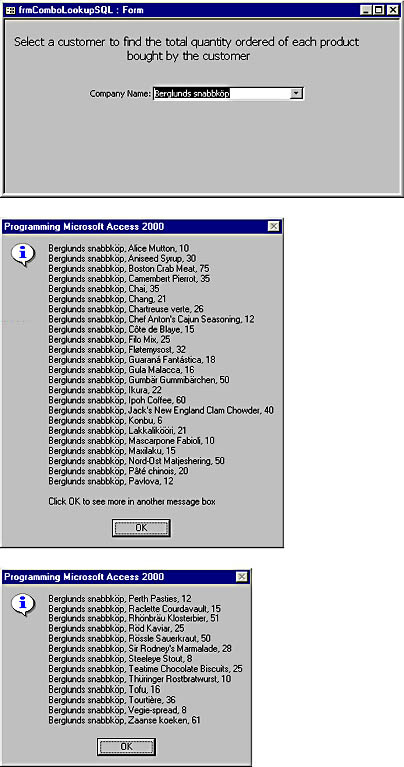 frmComboLookupSQL : Form
Select a customer to find the total quantity ordered of each product
bought by the customer
Company Name: Berglunds snabbköp
Programming Microsoft Access 2000
Berglunds snabbköp, Alice Mutton, 10
Berglunds snabbköp, Aniseed Syrup, 30
Berglunds snabbköp, Boston Crab Meat, 75
Berglunds snabbköp, Camembert Pierrot, 35
Berglunds snabbköp, Chai, 35
Berglunds snabbköp, Chang, 21
Berglunds snabbköp, Chartreuse verte, 26
Berglunds snabbköp, Chef Anton's Cajun Seasoning, 12
Berglunds snabbköp, Côte de Blaye, 15
Berglunds snabbköp, Filo Mix, 25
Berglunds snabbköp, Fløtemysost, 32
Berglunds snabbköp, Guaraná Fantástica, 18
Berglunds snabbköp, Gula Malacca, 16
Berglunds snabbköp, Gumbär Gummibärchen, 50
Berglunds snabbköp, Ikura, 22
Berglunds snabbköp, Ipoh Coffee, 60
Berglunds snabbköp, Jack's New England Clam Chowder, 40
Berglunds snabbköp, Konbu, 6
Berglunds snabbköp, Lakkalikööri, 21
Berglunds snabbköp, Mascarpone Fabioli, 10
Berglunds snabbköp, Maxilaku, 15
Berglunds snabbköp, Nord-Ost Matjeshering, 50
Berglunds snabbköp, Pâté chinois, 20
Berglunds snabbköp, Pavlova, 12
Click OK to see more in another message box
OK
Programming Microsoft Access 2000
Berglunds snabbköp, Perth Pasties, 12
Berglunds snabbköp, Raclette Courdavault, 15
Berglunds snabbköp, Rhönbräu Klosterbier, 51
Berglunds snabbköp, Röd Kaviar, 25
Berglunds snabbköp, Rössle Sauerkraut, 50
Berglunds snabbköp, Sir Rodney's Marmalade, 28
Berglunds snabbköp, Steeleye Stout, 8
Berglunds snabbköp, Teatime Chocolate Biscuits, 25
Berglunds snabbköp, Thüringer Rostbratwurst, 10
Berglunds snabbköp, Tofu, 16
Berglunds snabbköp, Tourtière, 36
Berglunds snabbköp, Vegie-spread, 8
Berglunds snabbköp, Zaanse koeken, 61
OK